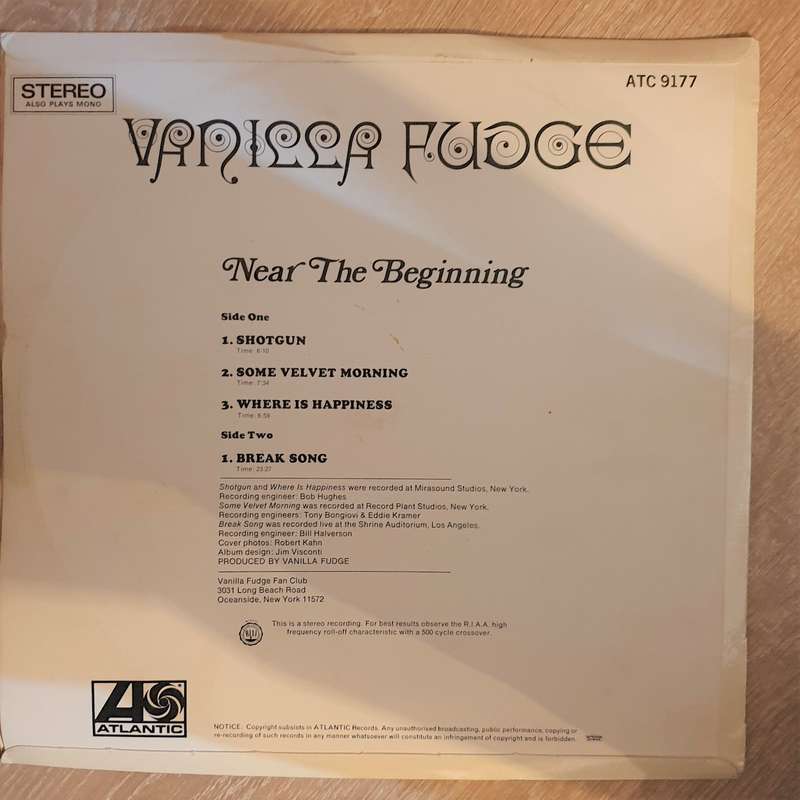 STEREO
ALSO PLAYS MONO
ATC 9177
VANILLA FUDGE
Near The Beginning
Side One
1. SHOTGUN
Time: 6:10
2. SOME VELVET MORNING
Time: 7:34
3. WHERE IS HAPPINESS
Time: 6:59
Side Two
1. BREAK SONG
Time: 23:27
Shotgun and Where Is Happiness were recorded at Mirasound Studios, New York.
Recording engineer: Bob Hughes
Some Velvet Morning was recorded at Record Plant Studios, New York.
Recording engineers: Tony Bongiovi & Eddie Kramer
Break Song was recorded live at the Shrine Auditorium, Los Angeles.
Recording engineer: Bill Halverson
Cover photos: Robert Kahn
Album design: Jim Visconti
PRODUCED BY VANILLA FUDGE
Vanilla Fudge Fan Club
3031 Long Beach Road
Oceanside, New York 11572
This is a stereo recording. For best results observe the R.I.A.A. high
frequency roll-off characteristic with a 500 cycle crossover.
ATLANTIC
NOTICE: Copyright subsists in ATLANTIC Records. Any unauthorised broadcasting, public performance, copying or
re-recording of such records in any manner whatsoever will constitute an infringement of copyright and is forbidden.